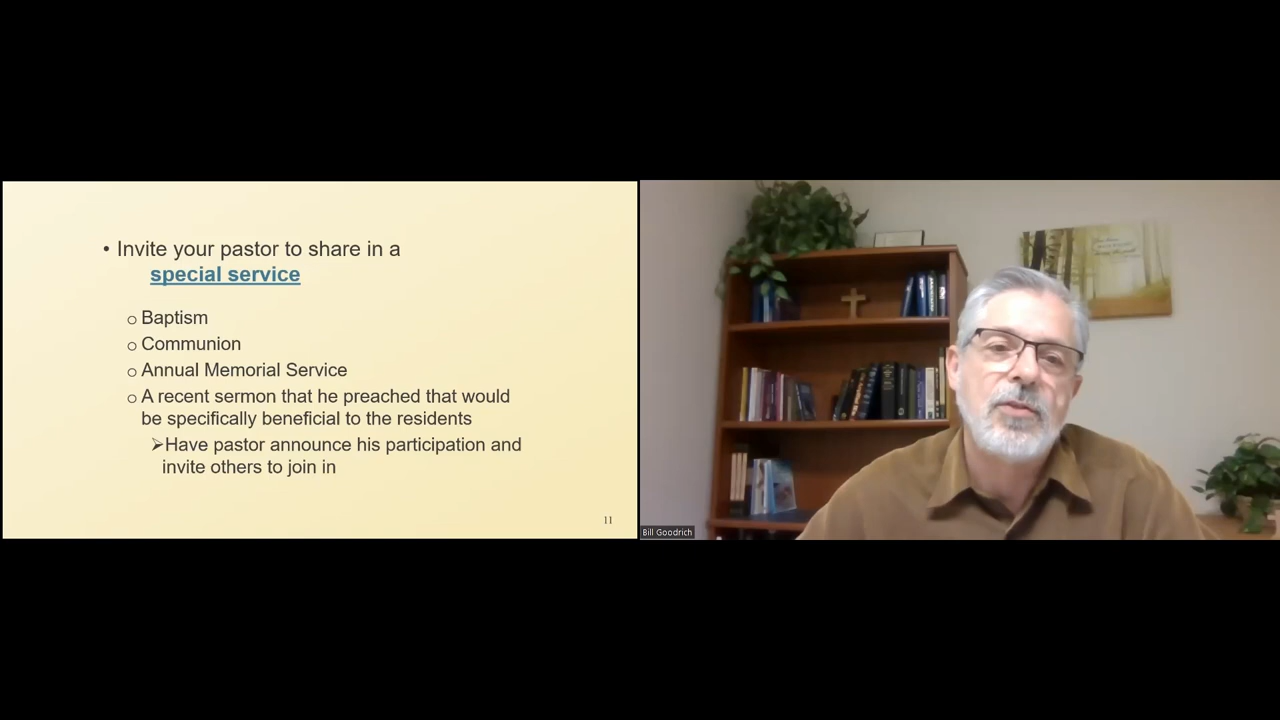 • Invite your pastor to share in a
special service
o Baptism
o Communion
o Annual Memorial Service
o A recent sermon that he preached that would
be specifically beneficial to the residents
➢Have pastor announce his participation and
invite others to join in
11
Bill Goodrich